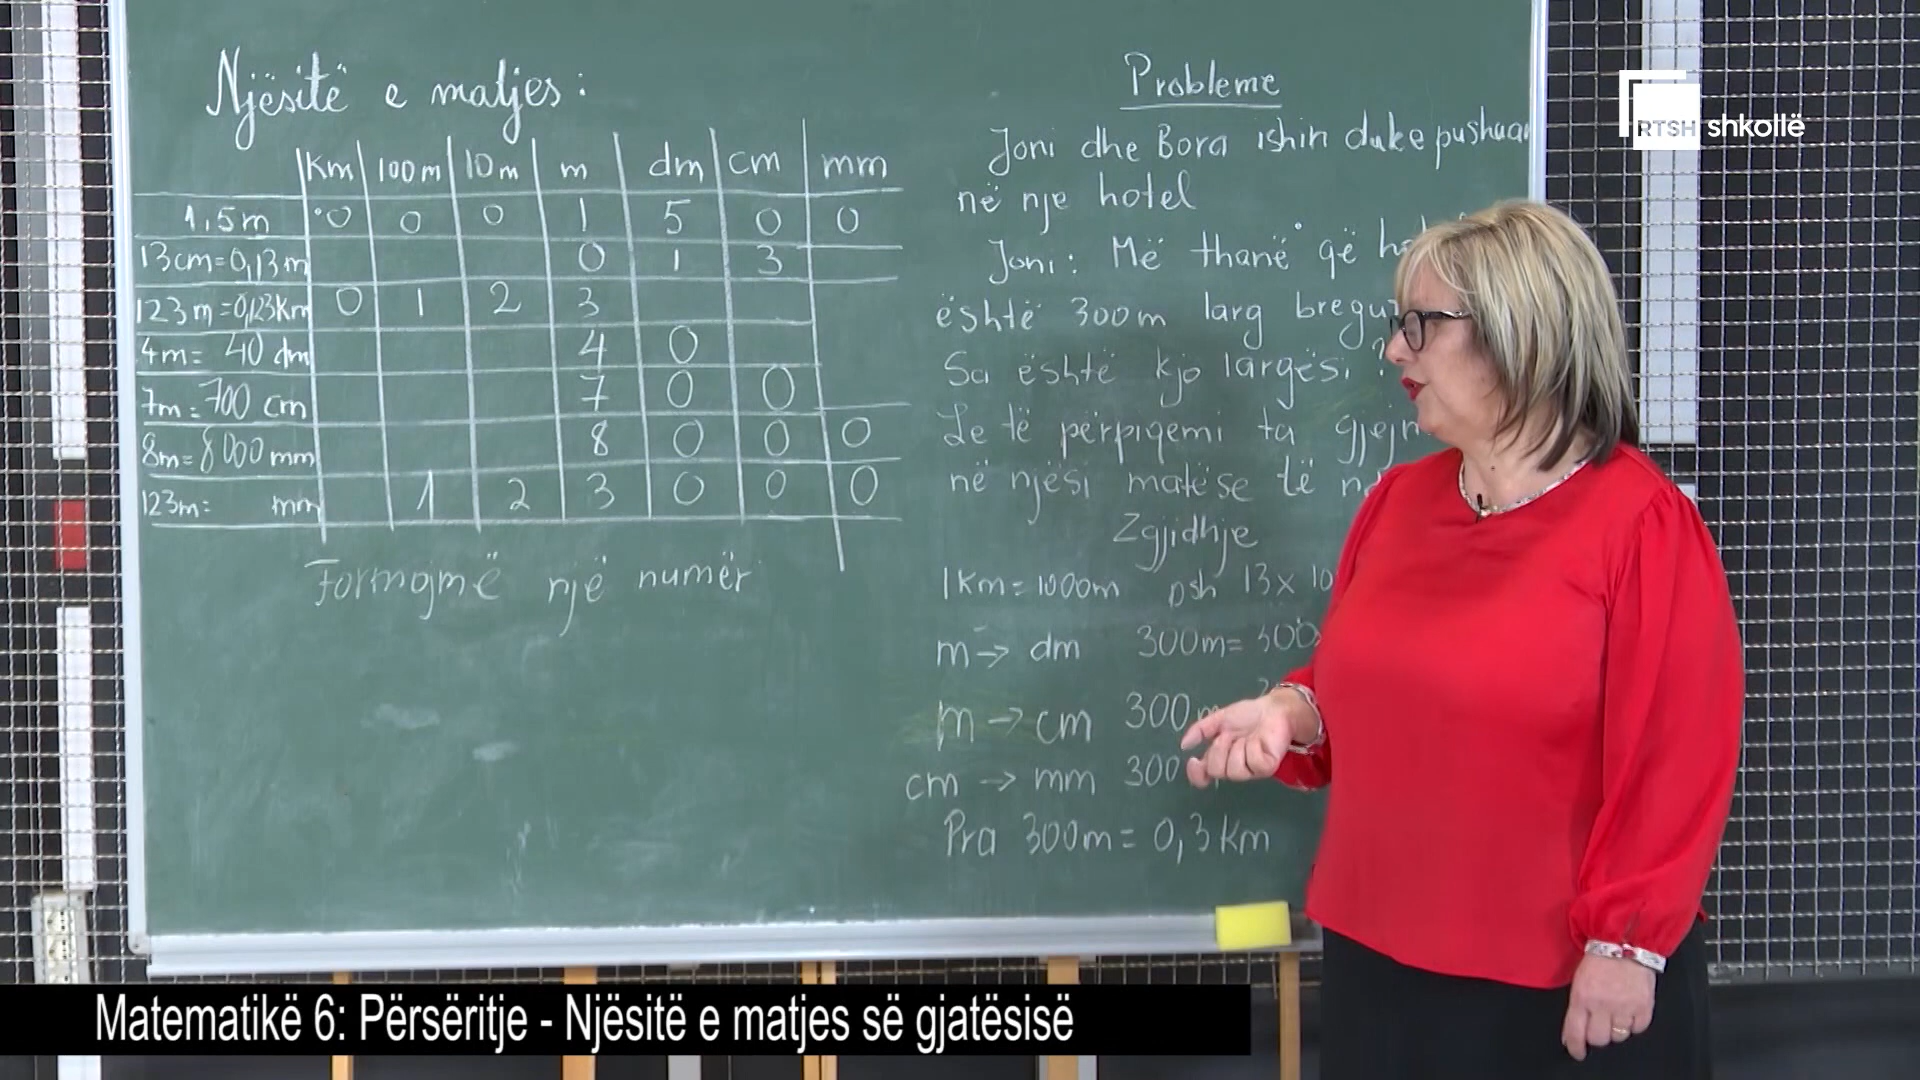 Njësitë e matjes:
km 100m 10m m dm cm mm
1,5m 0 0 0 1 5 0 0
13cm=0,13m 0 1 3
123m=0,123km 0 1 2 3
4m= 40 dm 4 0
7m= 700 cm 7 0 0
8m= 8000 mm 8 0 0 0
123m= mm 1 2 3 0 0 0
Formojmë një numër
Probleme
Joni dhe Bora ishin duke pushuar
në nje hotel
Joni: Më thanë që
është 300m larg
Sa është kjo largësi?
Le të përpiqemi ta
në njësi matëse të
Zgjidhje
1km=1000m psh 13x
m→ dm 300m= 300
m→ cm 300m
cm → mm 300
Pra 300m= 0,3km
RTSH shkollë
Matematikë 6: Përsëritje - Njësitë e matjes së gjatësisë